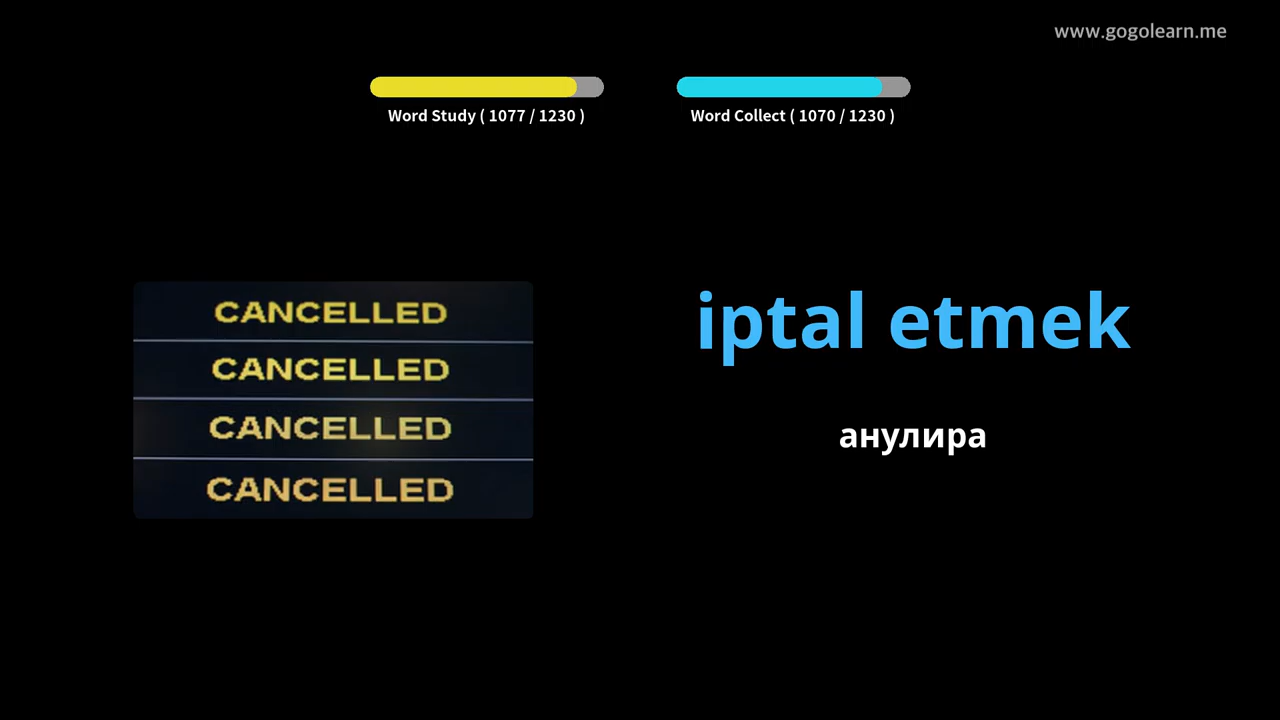 www.gogolearn.me
Word Study ( 1077 / 1230 )
Word Collect ( 1070 / 1230 )
CANCELLED
CANCELLED
CANCELLED
CANCELLED
iptal etmek
анулира